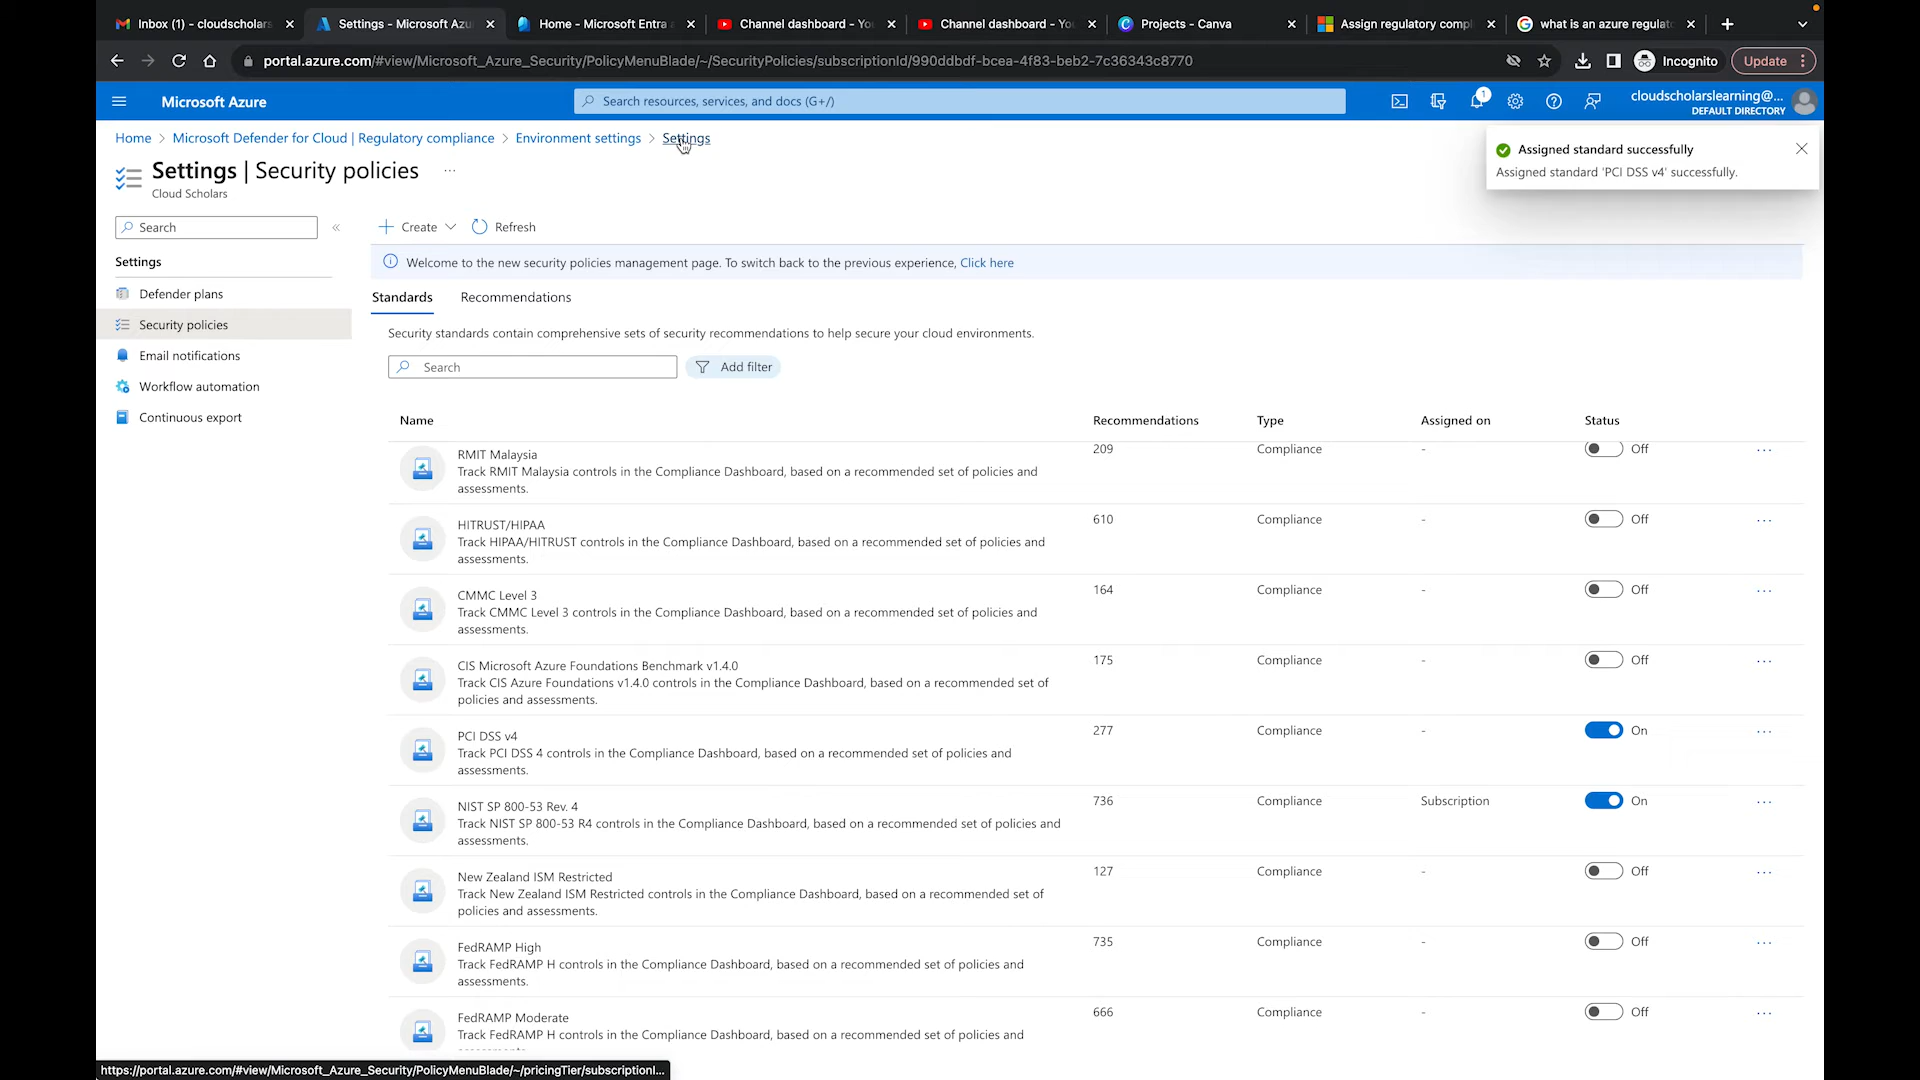 Inbox (1) - cloudscholars
Settings - Microsoft Azu
Home - Microsoft Entra a
Channel dashboard - You
Channel dashboard - You
Projects - Canva
Assign regulatory compl
what is an azure regulat
portal.azure.com/#view/Microsoft_Azure_Security/PolicyMenuBlade/~/SecurityPolicies/subscriptionId/990ddbdf-bcea-4f83-beb2-7c36343c8770
Incognito
Update
Microsoft Azure
Search resources, services, and docs (G+/)
1
cloudscholarslearning@...
DEFAULT DIRECTORY
Home > Microsoft Defender for Cloud | Regulatory compliance > Environment settings > Settings
Assigned standard successfully
Assigned standard 'PCI DSS v4' successfully.
Settings | Security policies ...
Cloud Scholars
Search
«
Create
Refresh
Welcome to the new security policies management page. To switch back to the previous experience, Click here
Settings
Defender plans
Security policies
Email notifications
Workflow automation
Continuous export
Standards
Recommendations
Security standards contain comprehensive sets of security recommendations to help secure your cloud environments.
Search
Add filter
Name
Recommendations
Type
Assigned on
Status
RMIT Malaysia
Track RMIT Malaysia controls in the Compliance Dashboard, based on a recommended set of policies and
assessments.
209
Compliance
-
Off
...
HITRUST/HIPAA
Track HIPAA/HITRUST controls in the Compliance Dashboard, based on a recommended set of policies and
assessments.
610
Compliance
-
Off
...
CMMC Level 3
Track CMMC Level 3 controls in the Compliance Dashboard, based on a recommended set of policies and
assessments.
164
Compliance
-
Off
...
CIS Microsoft Azure Foundations Benchmark v1.4.0
Track CIS Azure Foundations v1.4.0 controls in the Compliance Dashboard, based on a recommended set of
policies and assessments.
175
Compliance
-
Off
...
PCI DSS v4
Track PCI DSS 4 controls in the Compliance Dashboard, based on a recommended set of policies and
assessments.
277
Compliance
-
On
...
NIST SP 800-53 Rev. 4
Track NIST SP 800-53 R4 controls in the Compliance Dashboard, based on a recommended set of policies and
assessments.
736
Compliance
Subscription
On
...
New Zealand ISM Restricted
Track New Zealand ISM Restricted controls in the Compliance Dashboard, based on a recommended set of
policies and assessments.
127
Compliance
-
Off
...
FedRAMP High
Track FedRAMP H controls in the Compliance Dashboard, based on a recommended set of policies and
assessments.
735
Compliance
-
Off
...
FedRAMP Moderate
Track FedRAMP H controls in the Compliance Dashboard, based on a recommended set of policies and
666
Compliance
-
Off
...
https://portal.azure.com/#view/Microsoft_Azure_Security/PolicyMenuBlade/~/pricingTier/subscriptionI...